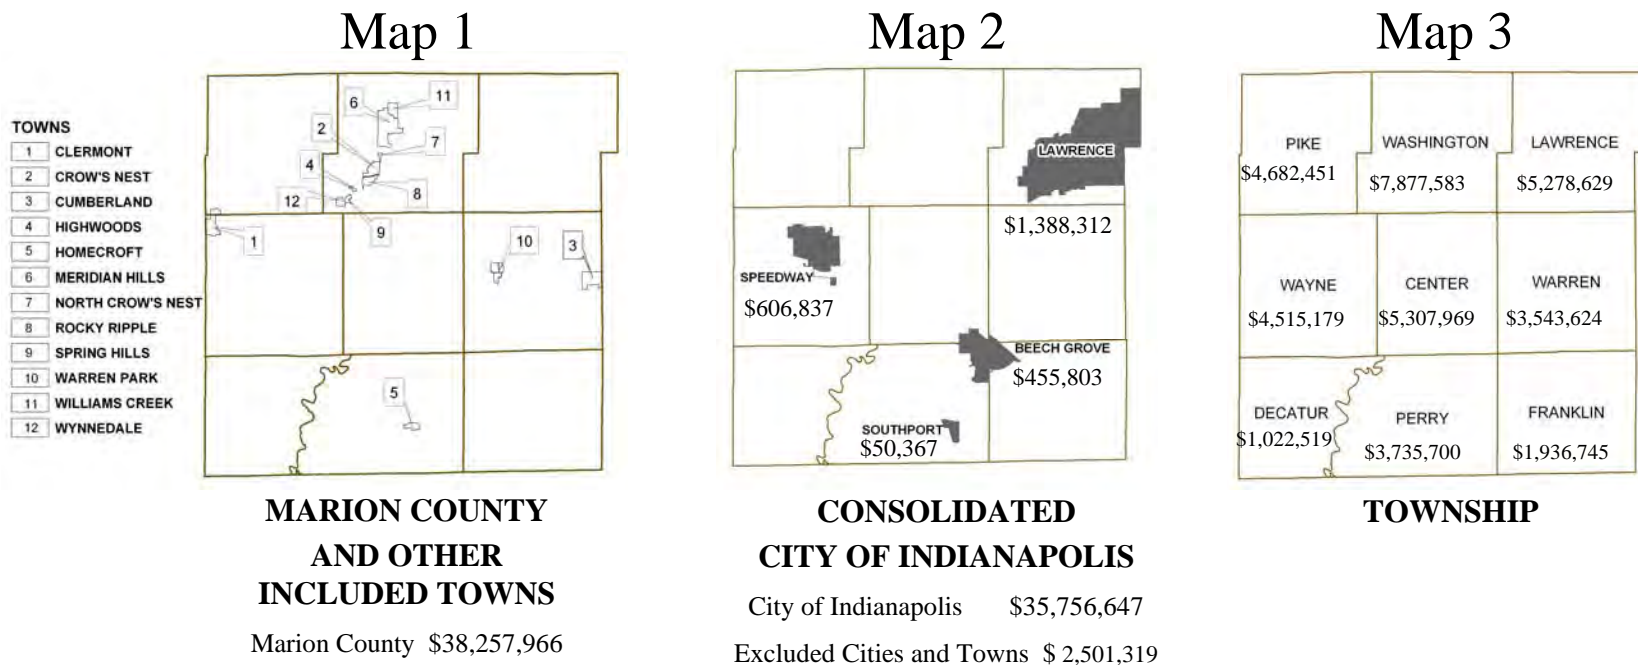 Map 1
Map 2
Map 3
TOWNS
1 CLERMONT
2 CROW'S NEST
3 CUMBERLAND
4 HIGHWOODS
5 HOMECROFT
6 MERIDIAN HILLS
7 NORTH CROW'S NEST
8 ROCKY RIPPLE
9 SPRING HILLS
10 WARREN PARK
11 WILLIAMS CREEK
12 WYNNEDALE
6
11
2
7
4
12
8
9
1
10
3
5
MARION COUNTY
AND OTHER
INCLUDED TOWNS
Marion County $38,257,966
LAWRENCE
$1,388,312
SPEEDWAY
$606,837
BEECH GROVE
$455,803
SOUTHPORT
$50,367
CONSOLIDATED
CITY OF INDIANAPOLIS
City of Indianapolis $35,756,647
Excluded Cities and Towns $ 2,501,319
PIKE
$4,682,451
WASHINGTON
$7,877,583
LAWRENCE
$5,278,629
WAYNE
$4,515,179
CENTER
$5,307,969
WARREN
$3,543,624
DECATUR
$1,022,519
PERRY
$3,735,700
FRANKLIN
$1,936,745
TOWNSHIP